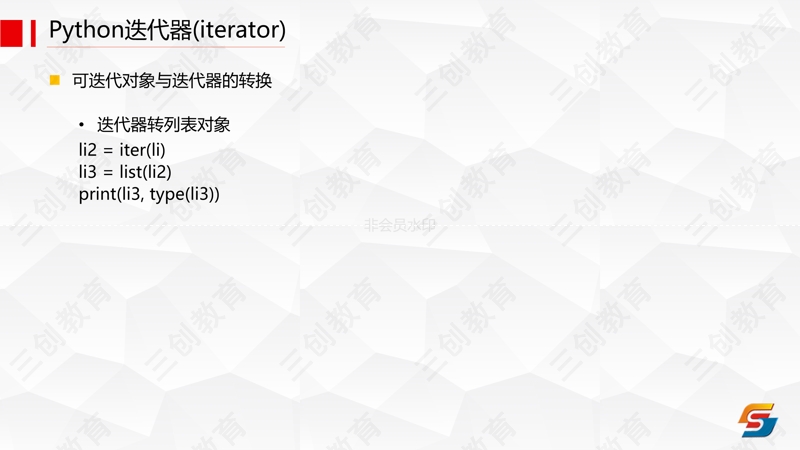 Python迭代器(iterator)
可迭代对象与迭代器的转换
• 迭代器转列表对象
li2 = iter(li)
li3 = list(li2)
print(li3, type(li3))
非会员水印
三创教育